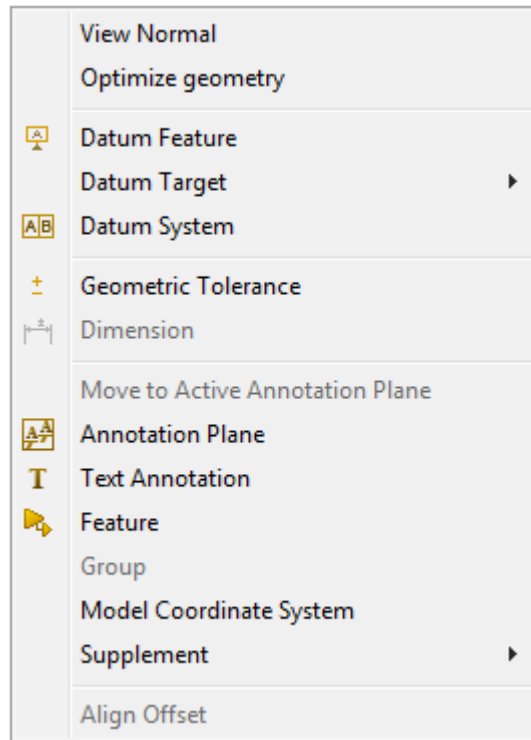 View Normal
Optimize geometry
A Datum Feature
Datum Target
A B Datum System
± Geometric Tolerance
± Dimension
Move to Active Annotation Plane
Annotation Plane
T Text Annotation
Feature
Group
Model Coordinate System
Supplement
Align Offset